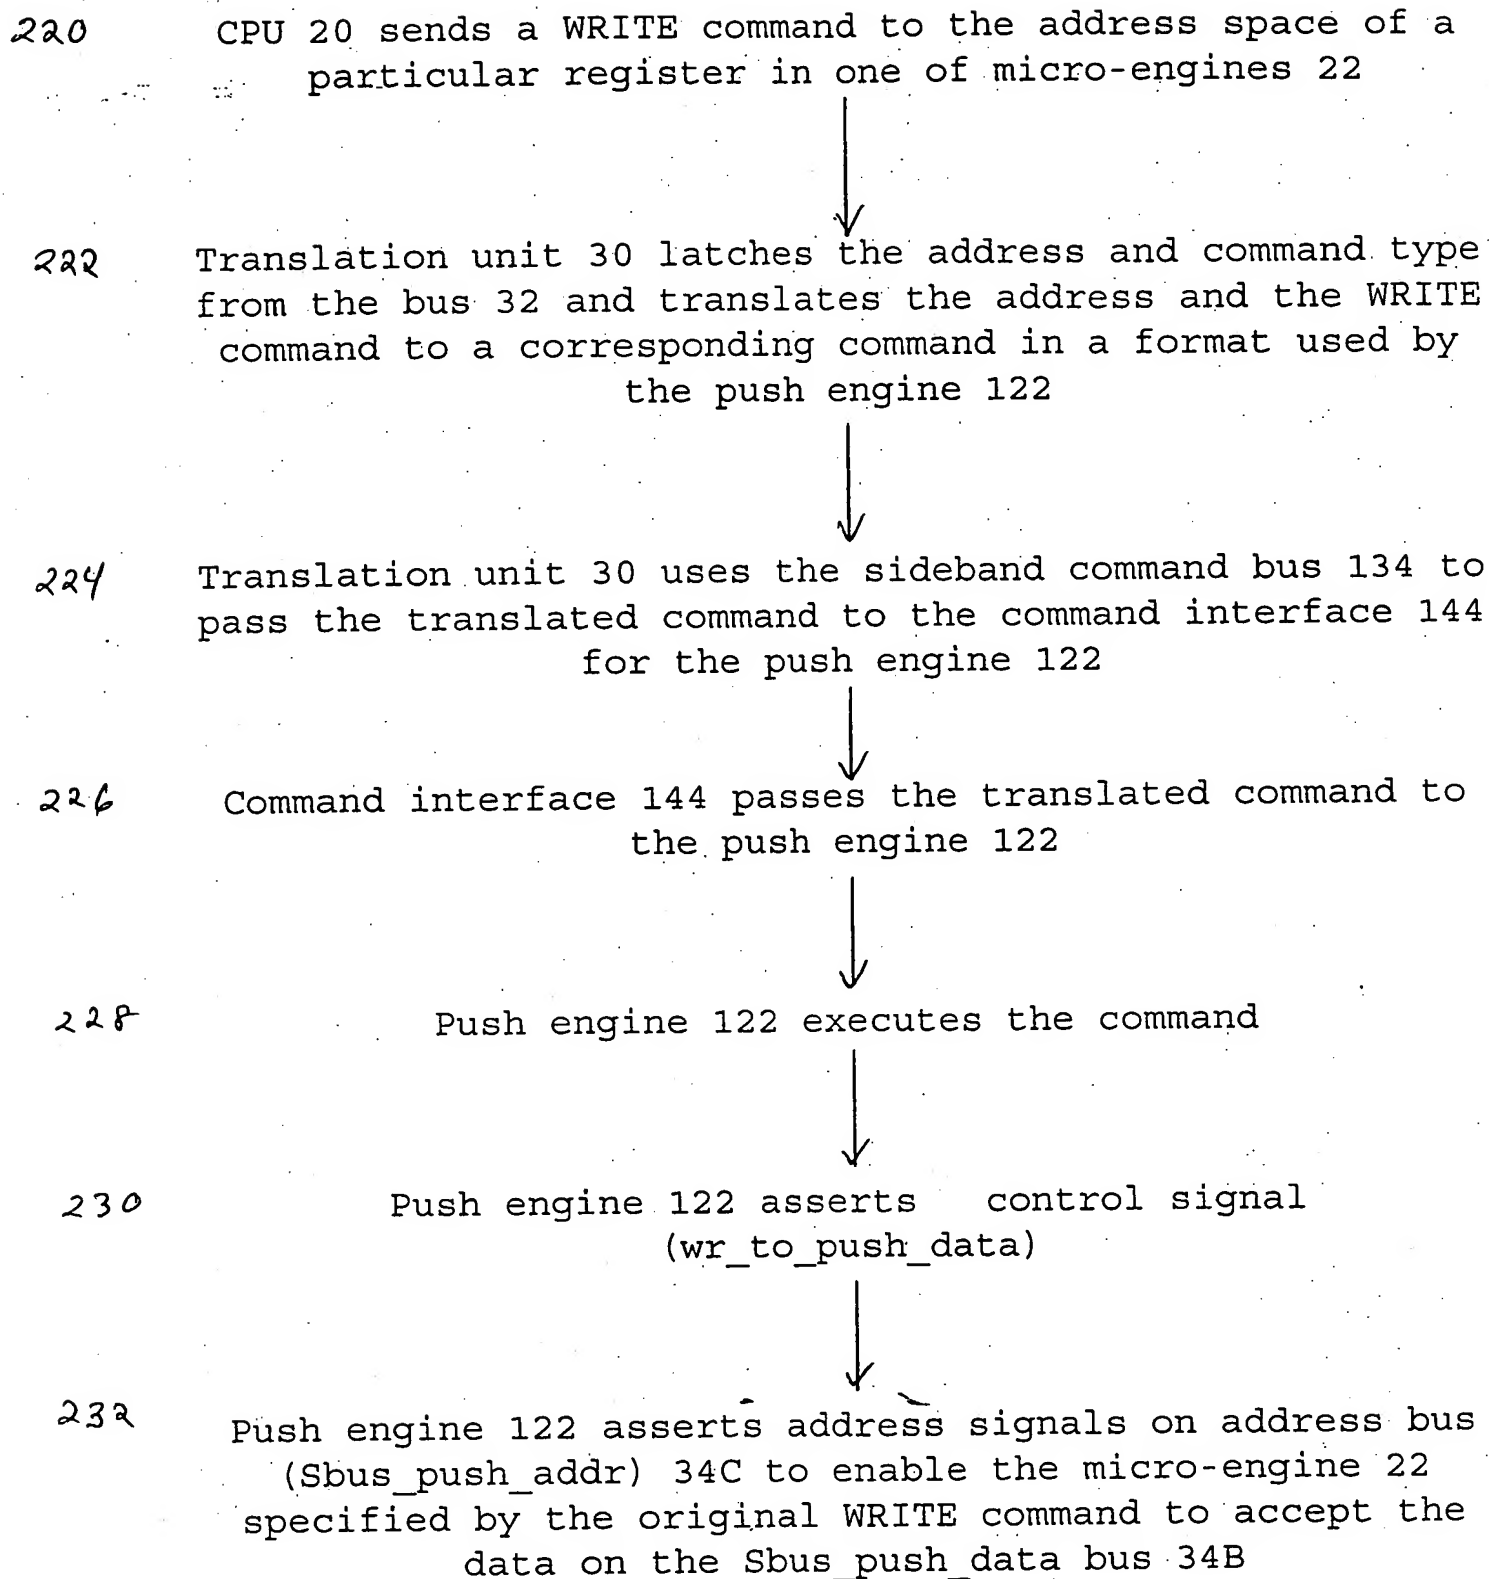 220 CPU 20 sends a WRITE command to the address space of a
particular register in one of micro-engines 22
222 Translation unit 30 latches the address and command type
from the bus 32 and translates the address and the WRITE
command to a corresponding command in a format used by
the push engine 122
224 Translation unit 30 uses the sideband command bus 134 to
pass the translated command to the command interface 144
for the push engine 122
226 Command interface 144 passes the translated command to
the push engine 122
228 Push engine 122 executes the command
230 Push engine 122 asserts control signal
(wr_to_push_data)
232 Push engine 122 asserts address signals on address bus
(Sbus_push_addr) 34C to enable the micro-engine 22
specified by the original WRITE command to accept the
data on the Sbus_push_data bus 34B